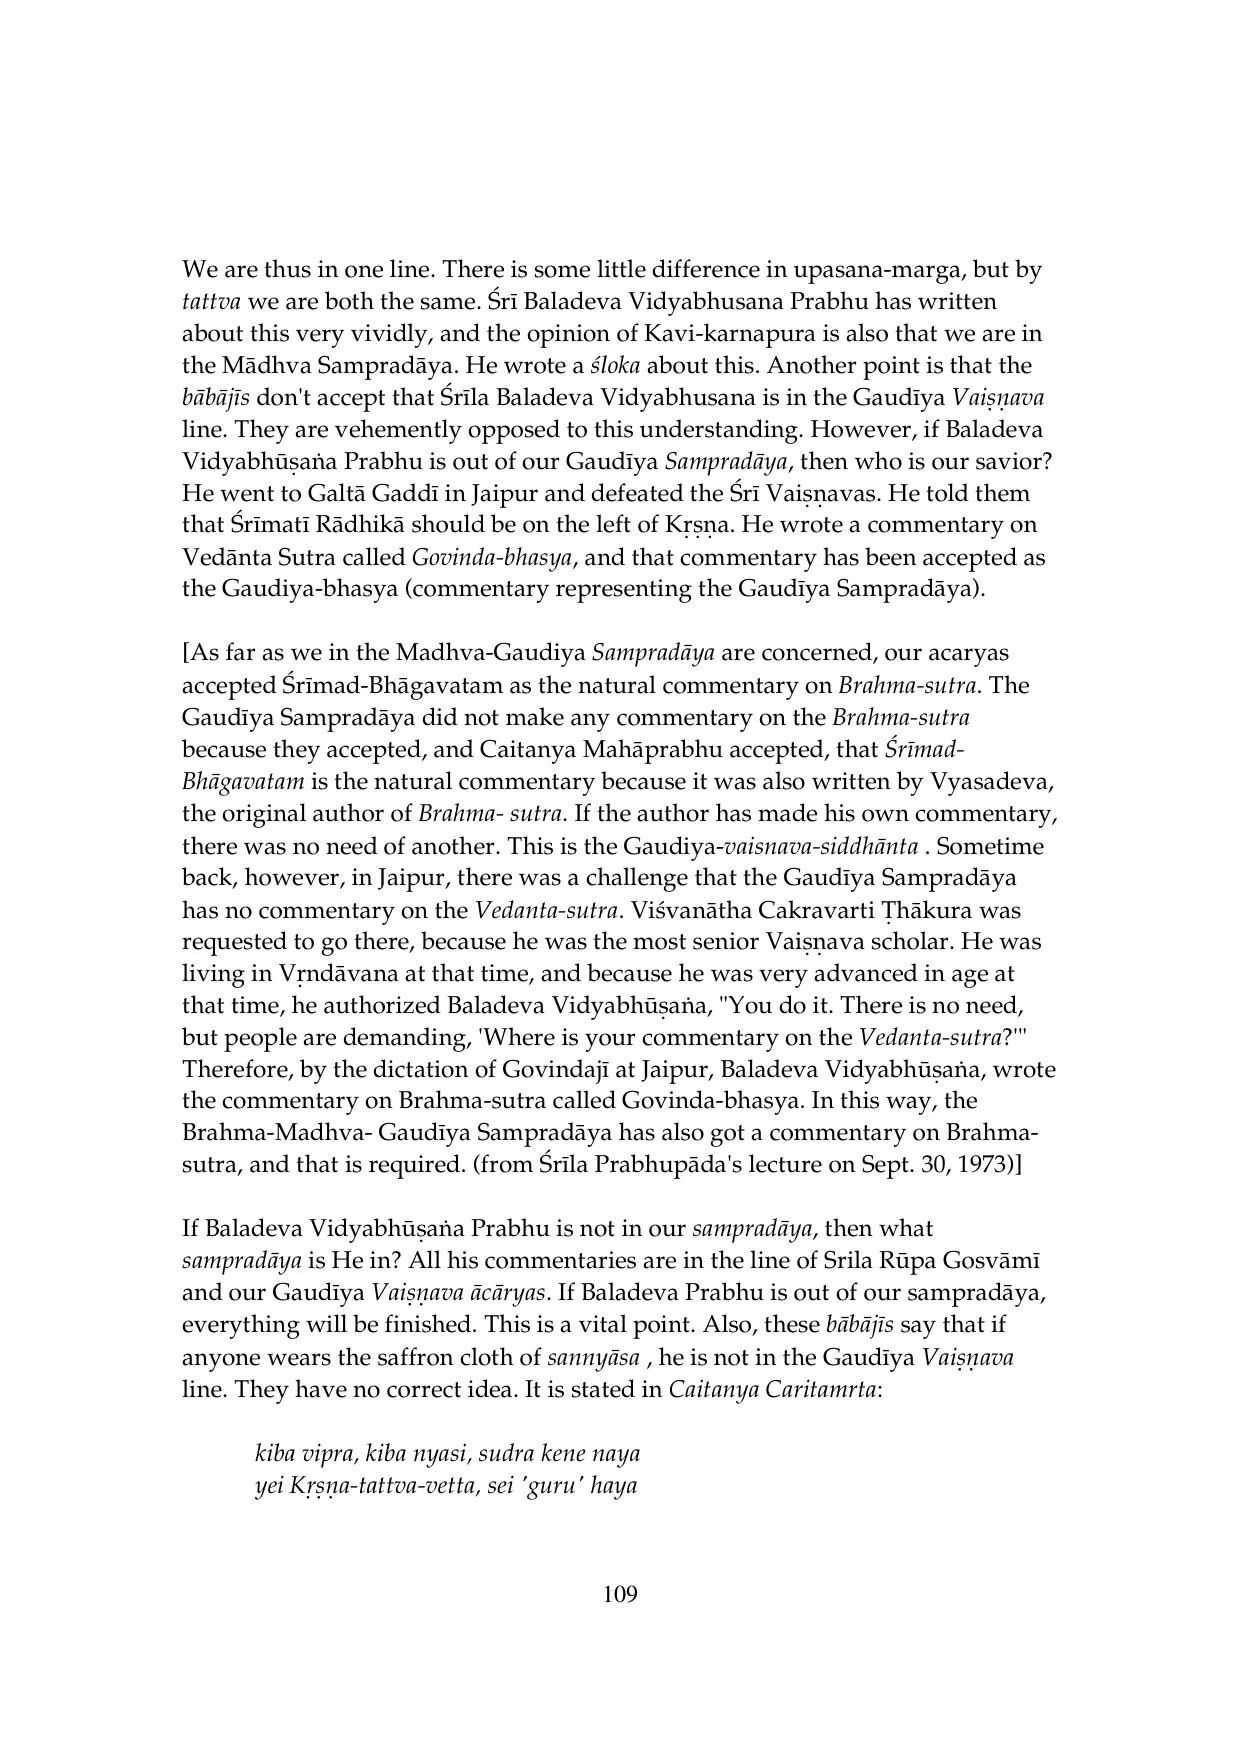 We are thus in one line. There is some little difference in upasana-marga, but by
tattva we are both the same. Śrī Baladeva Vidyabhusana Prabhu has written
about this very vividly, and the opinion of Kavi-karnapura is also that we are in
the Mādhva Sampradāya. He wrote a śloka about this. Another point is that the
bābājīs don't accept that Śrīla Baladeva Vidyabhusana is in the Gaudīya Vaiṣṇava
line. They are vehemently opposed to this understanding. However, if Baladeva
Vidyabhūṣaṅa Prabhu is out of our Gaudīya Sampradāya, then who is our savior?
He went to Galtā Gaddī in Jaipur and defeated the Śrī Vaiṣṇavas. He told them
that Śrīmatī Rādhikā should be on the left of Kṛṣṇa. He wrote a commentary on
Vedānta Sutra called Govinda-bhasya, and that commentary has been accepted as
the Gaudiya-bhasya (commentary representing the Gaudīya Sampradāya).
[As far as we in the Madhva-Gaudiya Sampradāya are concerned, our acaryas
accepted Śrīmad-Bhāgavatam as the natural commentary on Brahma-sutra. The
Gaudīya Sampradāya did not make any commentary on the Brahma-sutra
because they accepted, and Caitanya Mahāprabhu accepted, that Śrīmad-
Bhāgavatam is the natural commentary because it was also written by Vyasadeva,
the original author of Brahma- sutra. If the author has made his own commentary,
there was no need of another. This is the Gaudiya-vaisnava-siddhānta . Sometime
back, however, in Jaipur, there was a challenge that the Gaudīya Sampradāya
has no commentary on the Vedanta-sutra. Viśvanātha Cakravarti Ṭhākura was
requested to go there, because he was the most senior Vaiṣṇava scholar. He was
living in Vṛndāvana at that time, and because he was very advanced in age at
that time, he authorized Baladeva Vidyabhūṣaṅa, "You do it. There is no need,
but people are demanding, 'Where is your commentary on the Vedanta-sutra?'"
Therefore, by the dictation of Govindajī at Jaipur, Baladeva Vidyabhūṣaṅa, wrote
the commentary on Brahma-sutra called Govinda-bhasya. In this way, the
Brahma-Madhva- Gaudīya Sampradāya has also got a commentary on Brahma-
sutra, and that is required. (from Śrīla Prabhupāda's lecture on Sept. 30, 1973)]
If Baladeva Vidyabhūṣaṅa Prabhu is not in our sampradāya, then what
sampradāya is He in? All his commentaries are in the line of Srila Rūpa Gosvāmī
and our Gaudīya Vaiṣṇava ācāryas. If Baladeva Prabhu is out of our sampradāya,
everything will be finished. This is a vital point. Also, these bābājīs say that if
anyone wears the saffron cloth of sannyāsa , he is not in the Gaudīya Vaiṣṇava
line. They have no correct idea. It is stated in Caitanya Caritamrta:
kiba vipra, kiba nyasi, sudra kene naya
yei Kṛṣṇa-tattva-vetta, sei 'guru' haya
109